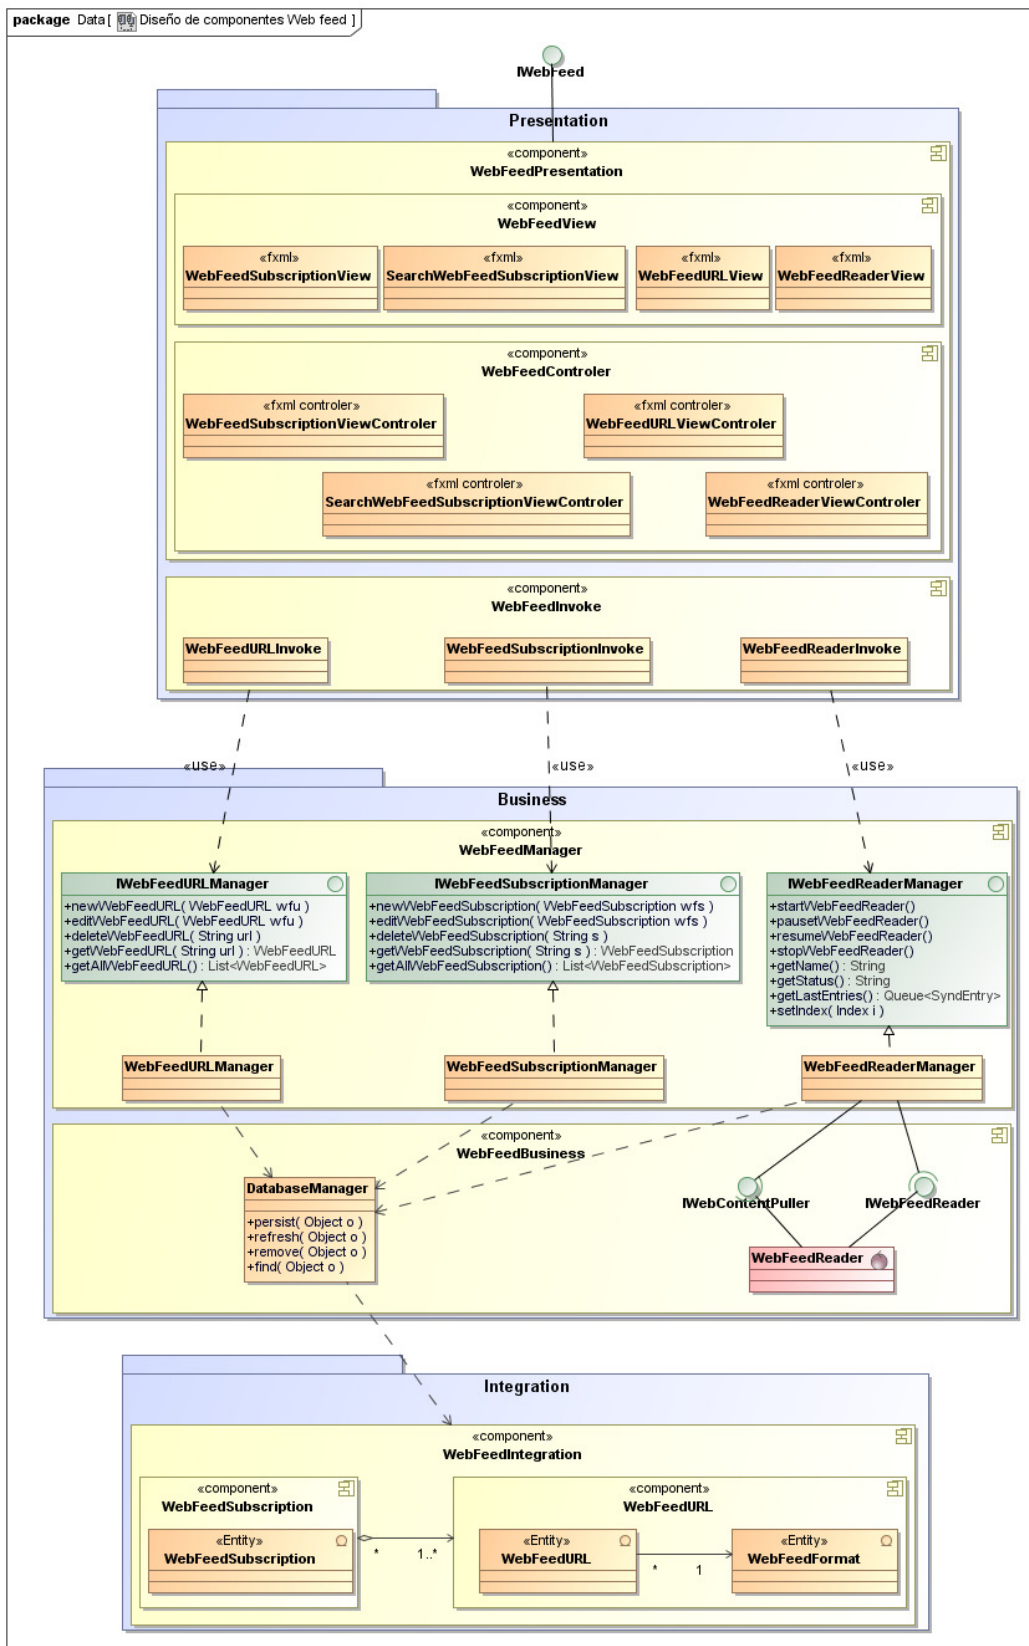 package Data[ Diseño de componentes Web feed ]
IWebFeed
Presentation
«component»
WebFeedPresentation
«component»
WebFeedView
«fxml»
WebFeedSubscriptionView
«fxml»
SearchWebFeedSubscriptionView
«fxml»
WebFeedURLView
«fxml»
WebFeedReaderView
«component»
WebFeedControler
«fxml controler»
WebFeedSubscriptionViewControler
«fxml controler»
WebFeedURLViewControler
«fxml controler»
SearchWebFeedSubscriptionViewControler
«fxml controler»
WebFeedReaderViewControler
«component»
WebFeedInvoke
WebFeedURLInvoke
WebFeedSubscriptionInvoke
WebFeedReaderInvoke
«use»
«use»
«use»
Business
«component»
WebFeedManager
IWebFeedURLManager
+newWebFeedURL( WebFeedURL wfu )
+editWebFeedURL( WebFeedURL wfu )
+deleteWebFeedURL( String url )
+getWebFeedURL( String url ) : WebFeedURL
+getAllWebFeedURL() : List<WebFeedURL>
IWebFeedSubscriptionManager
+newWebFeedSubscription( WebFeedSubscription wfs )
+editWebFeedSubscription( WebFeedSubscription wfs )
+deleteWebFeedSubscription( String s )
+getWebFeedSubscription( String s ) : WebFeedSubscription
+getAllWebFeedSubscription() : List<WebFeedSubscription>
IWebFeedReaderManager
+startWebFeedReader()
+pausetWebFeedReader()
+resumeWebFeedReader()
+stopWebFeedReader()
+getName() : String
+getStatus() : String
+getLastEntries() : Queue<SyndEntry>
+setIndex( Index i )
WebFeedURLManager
WebFeedSubscriptionManager
WebFeedReaderManager
«component»
WebFeedBusiness
DatabaseManager
+persist( Object o )
+refresh( Object o )
+remove( Object o )
+find( Object o )
IWebContentPuller
IWebFeedReader
WebFeedReader
Integration
«component»
WebFeedIntegration
«component»
WebFeedSubscription
«Entity»
WebFeedSubscription
*
1..*
«component»
WebFeedURL
«Entity»
WebFeedURL
*
1
«Entity»
WebFeedFormat